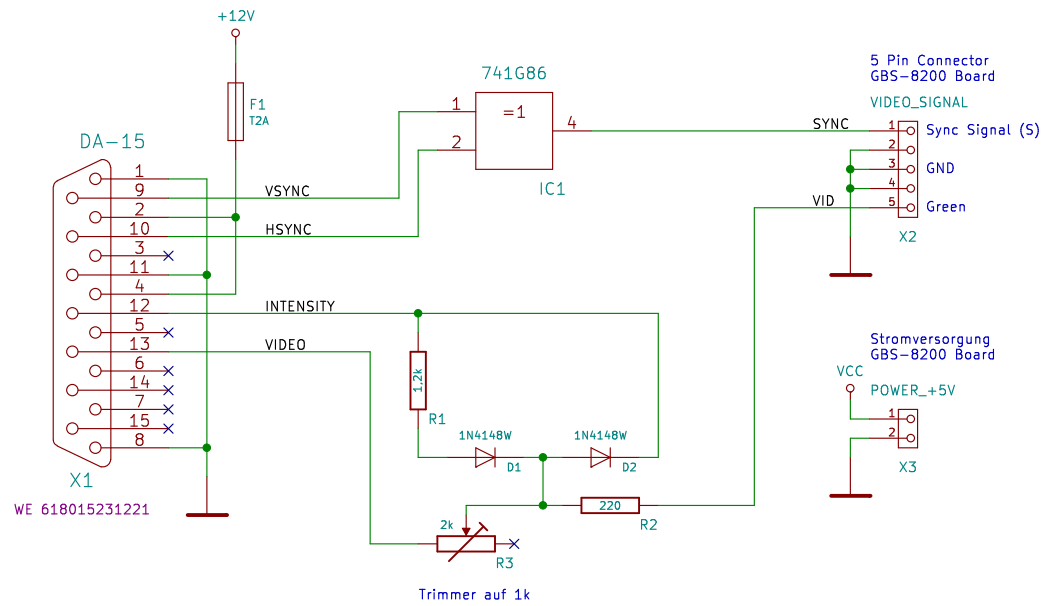 +12V
F1
T2A
DA-15
1
9
2
10
3
11
4
12
5
13
6
14
7
15
8
X1
WE 618015231221
VSYNC
HSYNC
INTENSITY
VIDEO
741G86
1
2
=1
4
IC1
SYNC
VID
5 Pin Connector
GBS-8200 Board
VIDEO_SIGNAL
1 Sync Signal (S)
2
3 GND
4
5 Green
X2
1,2k
R1
1N4148W
D1
1N4148W
D2
220
R2
2k
R3
Trimmer auf 1k
Stromversorgung
GBS-8200 Board
VCC
POWER_+5V
1
2
X3